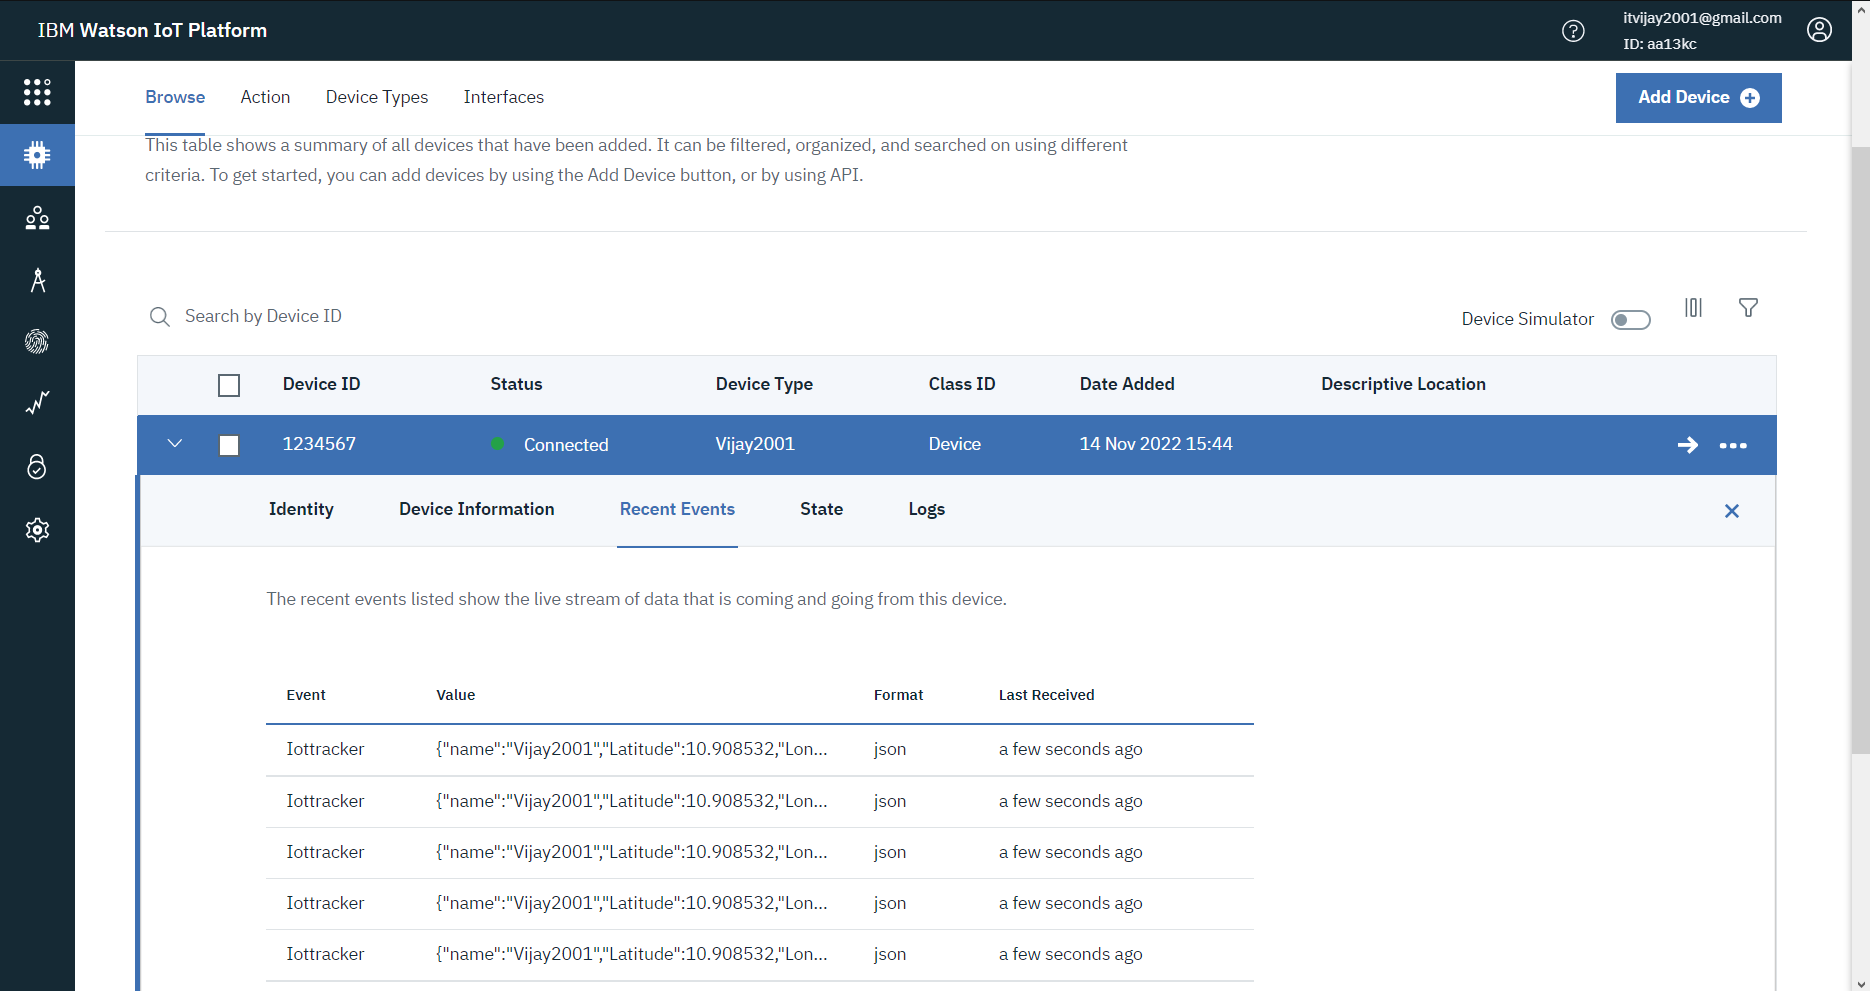 IBM Watson IoT Platform
itvijay2001@gmail.com
ID: aa13kc
Browse Action Device Types Interfaces
Add Device
This table shows a summary of all devices that have been added. It can be filtered, organized, and searched on using different
criteria. To get started, you can add devices by using the Add Device button, or by using API.
Search by Device ID
Device Simulator
Device ID Status Device Type Class ID Date Added Descriptive Location
1234567 Connected Vijay2001 Device 14 Nov 2022 15:44
Identity Device Information Recent Events State Logs
The recent events listed show the live stream of data that is coming and going from this device.
Event Value Format Last Received
Iottracker {"name":"Vijay2001","Latitude":10.908532,"Lon... json a few seconds ago
Iottracker {"name":"Vijay2001","Latitude":10.908532,"Lon... json a few seconds ago
Iottracker {"name":"Vijay2001","Latitude":10.908532,"Lon... json a few seconds ago
Iottracker {"name":"Vijay2001","Latitude":10.908532,"Lon... json a few seconds ago
Iottracker {"name":"Vijay2001","Latitude":10.908532,"Lon... json a few seconds ago